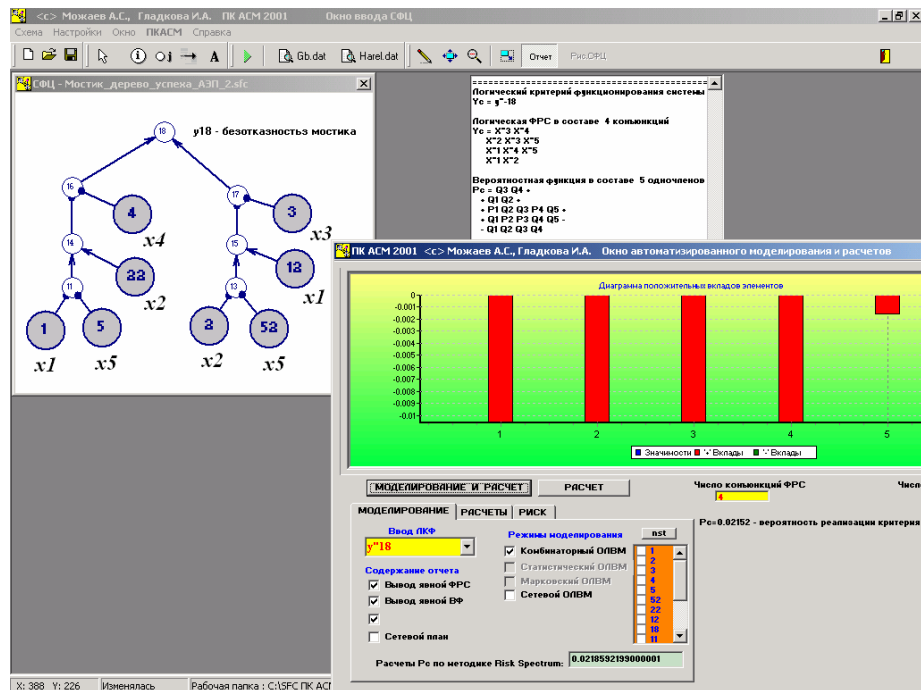 <c> Можаев А.С., Гладкова И.А. ПК АСМ 2001 Окно ввода СФЦ
Схема Настройки Окно ПКАСМ Справка
Gb.dat Harel.dat Отчет Рис.СФЦ
СФЦ - Мостик_дерево_успеха_АЭП_2.sfc
18
y18 - безотказностьз мостика
16
17
4
3
x4
x3
14
15
22
12
x2
x1
11
13
1
5
2
52
x1
x5
x2
x5
Логический критерий функционирования системы
Yc = y"-18
Логическая ФРС в составе 4 конъюнкций
Yc = X"3 X"4
X"2 X"3 X"5
X"1 X"4 X"5
X"1 X"2
Вероятностная функция в составе 5 одночленов
Pc = Q3 Q4 +
+ Q1 Q2 +
+ P1 Q2 Q3 P4 Q5 +
+ Q1 P2 P3 Q4 Q5 -
- Q1 Q2 Q3 Q4
ПК АСМ 2001 <c> Можаев А.С., Гладкова И.А. Окно автоматизированного моделирования и расчетов
Диаграмма положительных вкладов элементов
0
-0.001
-0.002
-0.003
-0.004
-0.005
-0.006
-0.007
-0.008
-0.009
-0.01
1 2 3 4 5
Значимости '+' Вклады '-' Вклады
МОДЕЛИРОВАНИЕ И РАСЧЕТ
РАСЧЕТ
Число конъюнкций ФРС
4
Число
МОДЕЛИРОВАНИЕ РАСЧЕТЫ РИСК
Pc=0.02152 - вероятность реализации критерия
Ввод ЛКФ
y"18
Режимы моделирования
nst
Комбинаторный ОЛВМ
Статистический ОЛВМ
Марковский ОЛВМ
Сетевой ОЛВМ
1
2
3
4
5
52
22
12
18
11
Содержание отчета
Вывод явной ФРС
Вывод явной ВФ
Сетевой план
Расчеты Pc по методике Risk Spectrum: 0.0218592199000001
X: 388 Y: 226 Изменялась Рабочая папка : C:\SFC ПК АСМ